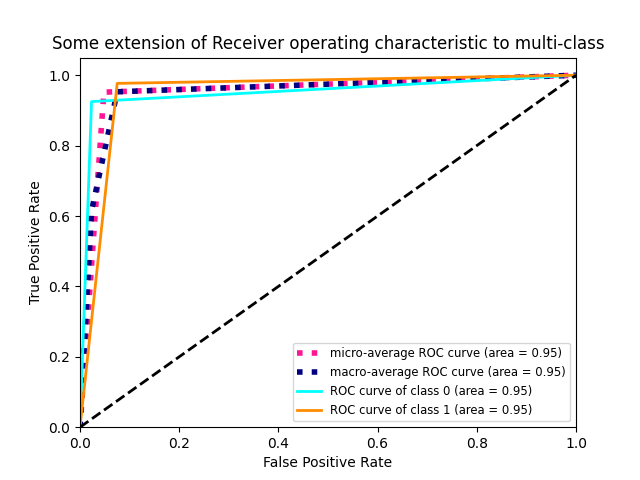 Some extension of Receiver operating characteristic to multi-class
1.0
0.8
0.6
0.4
0.2
0.0
True Positive Rate
micro-average ROC curve (area = 0.95)
macro-average ROC curve (area = 0.95)
ROC curve of class 0 (area = 0.95)
ROC curve of class 1 (area = 0.95)
0.0 0.2 0.4 0.6 0.8 1.0
False Positive Rate